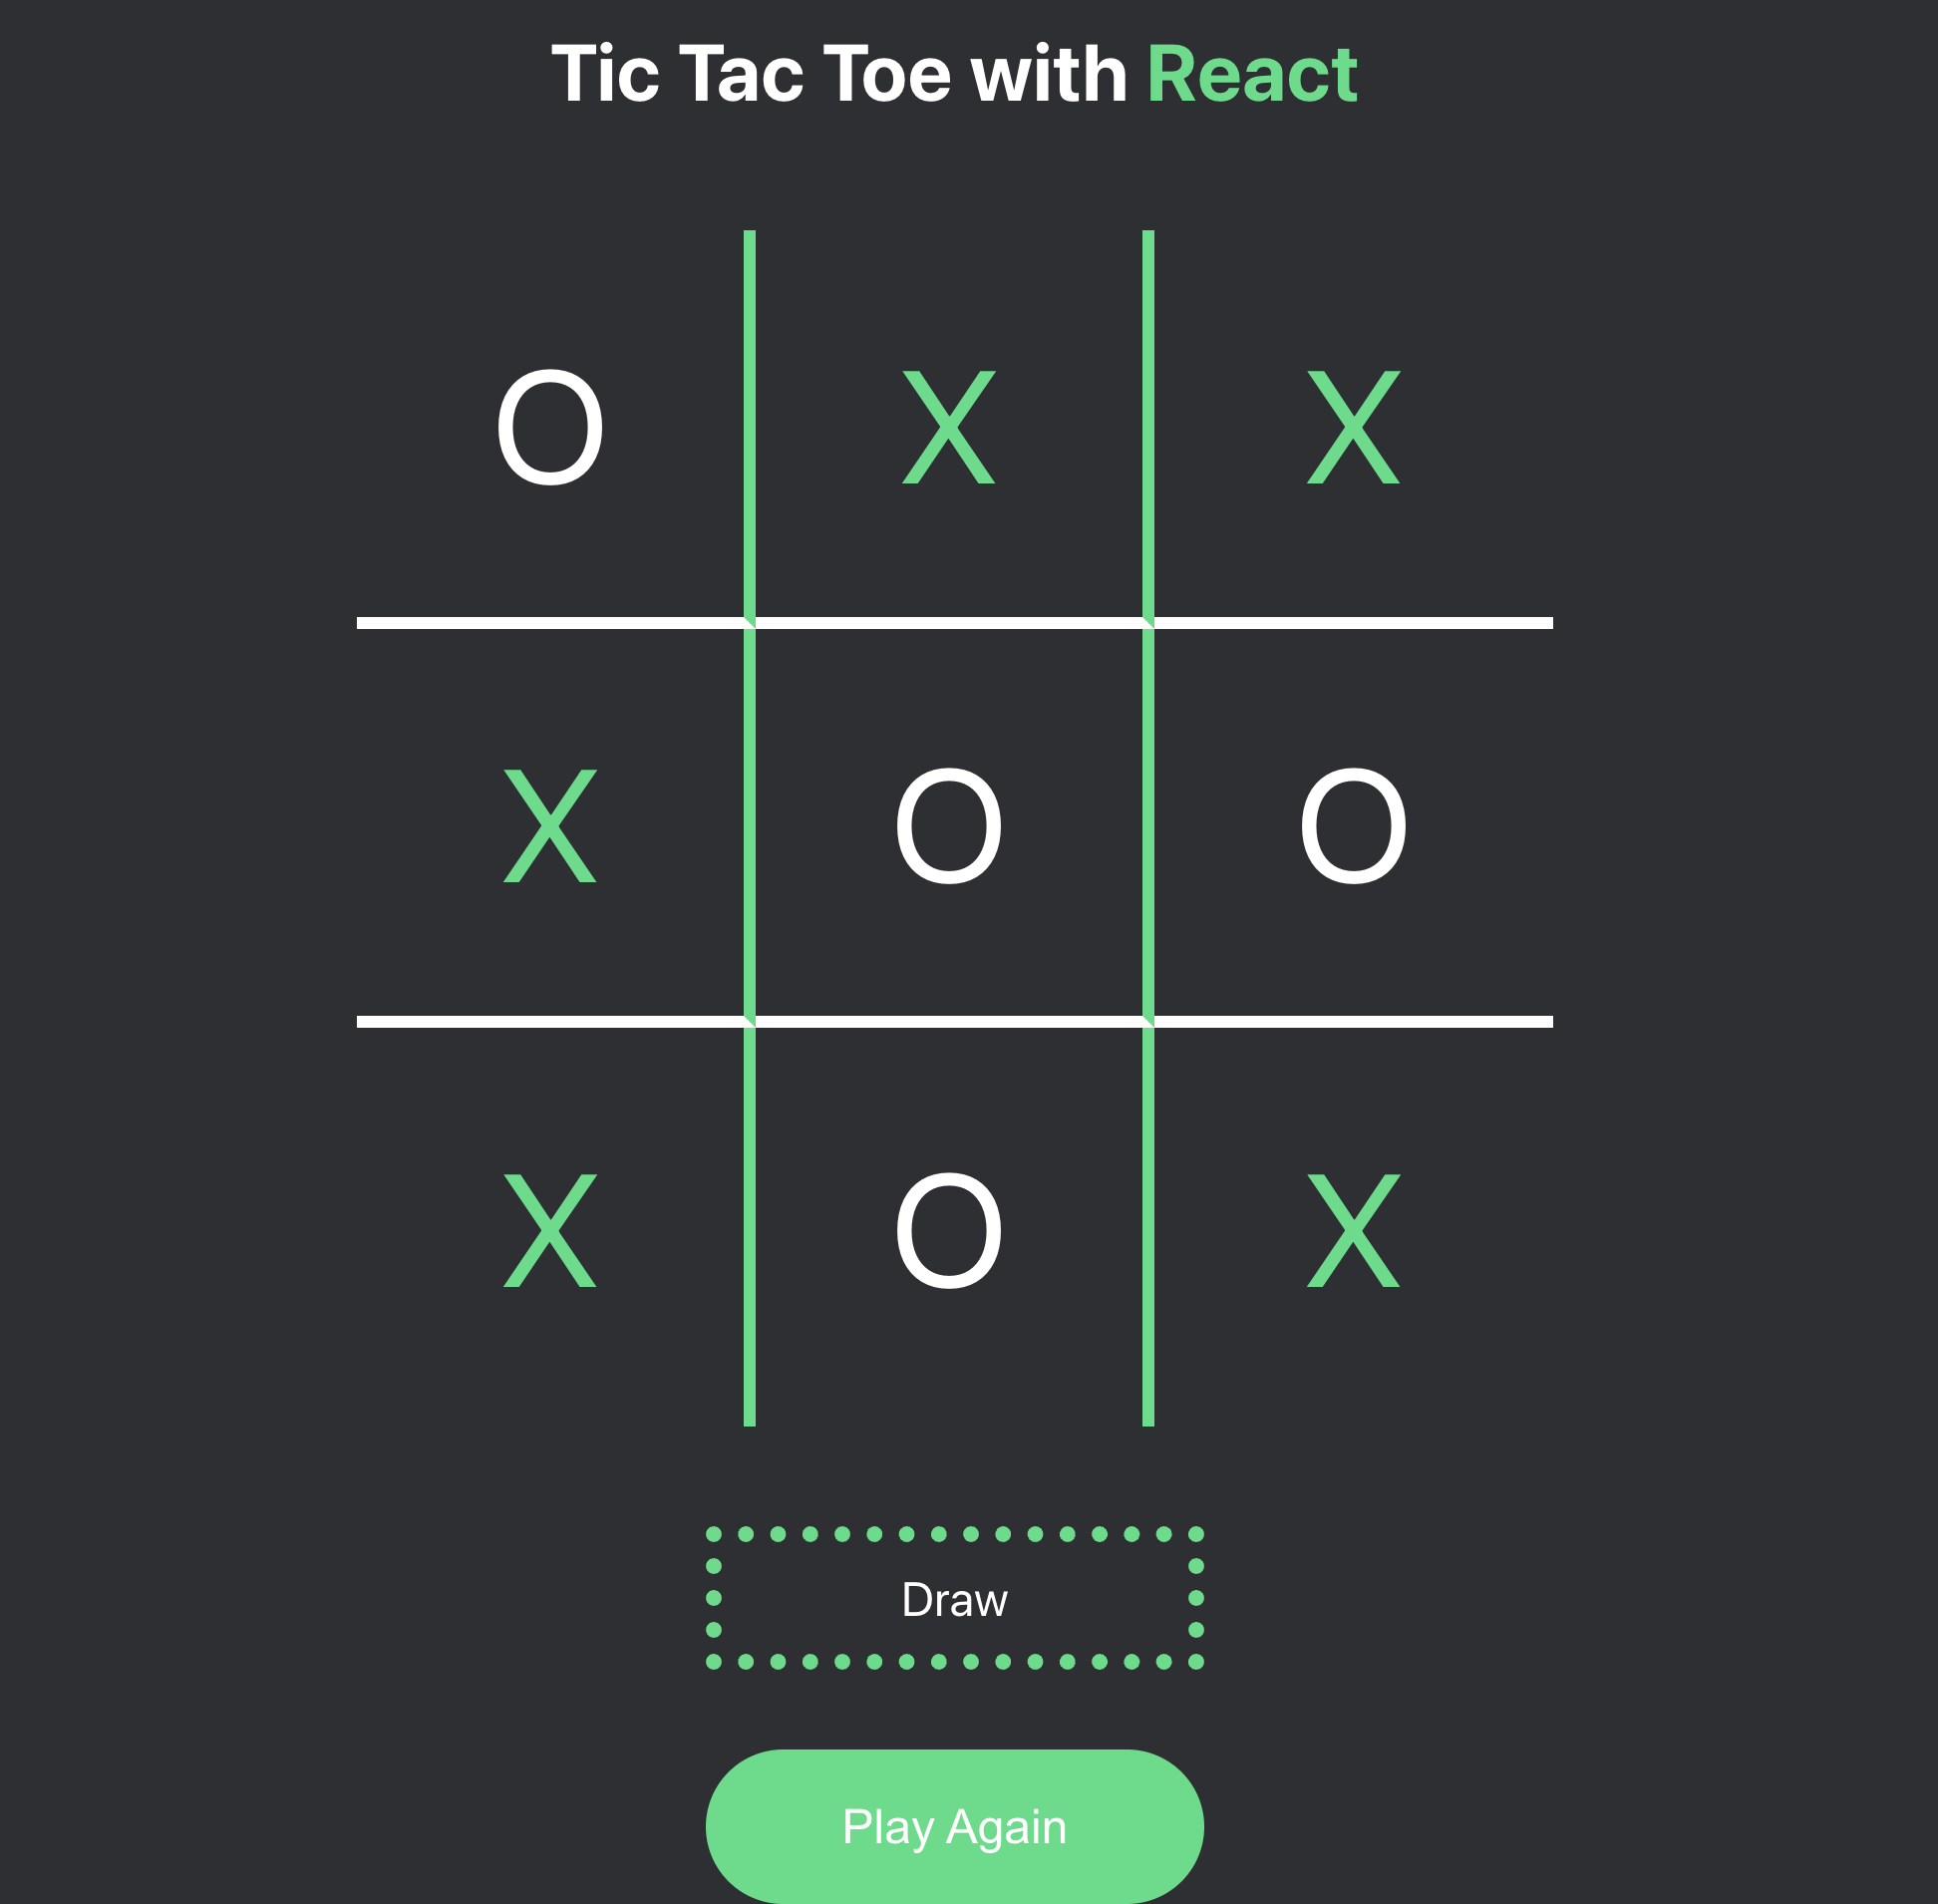 Tic Tac Toe with React
O X X
X O O
X O X
Draw
Play Again